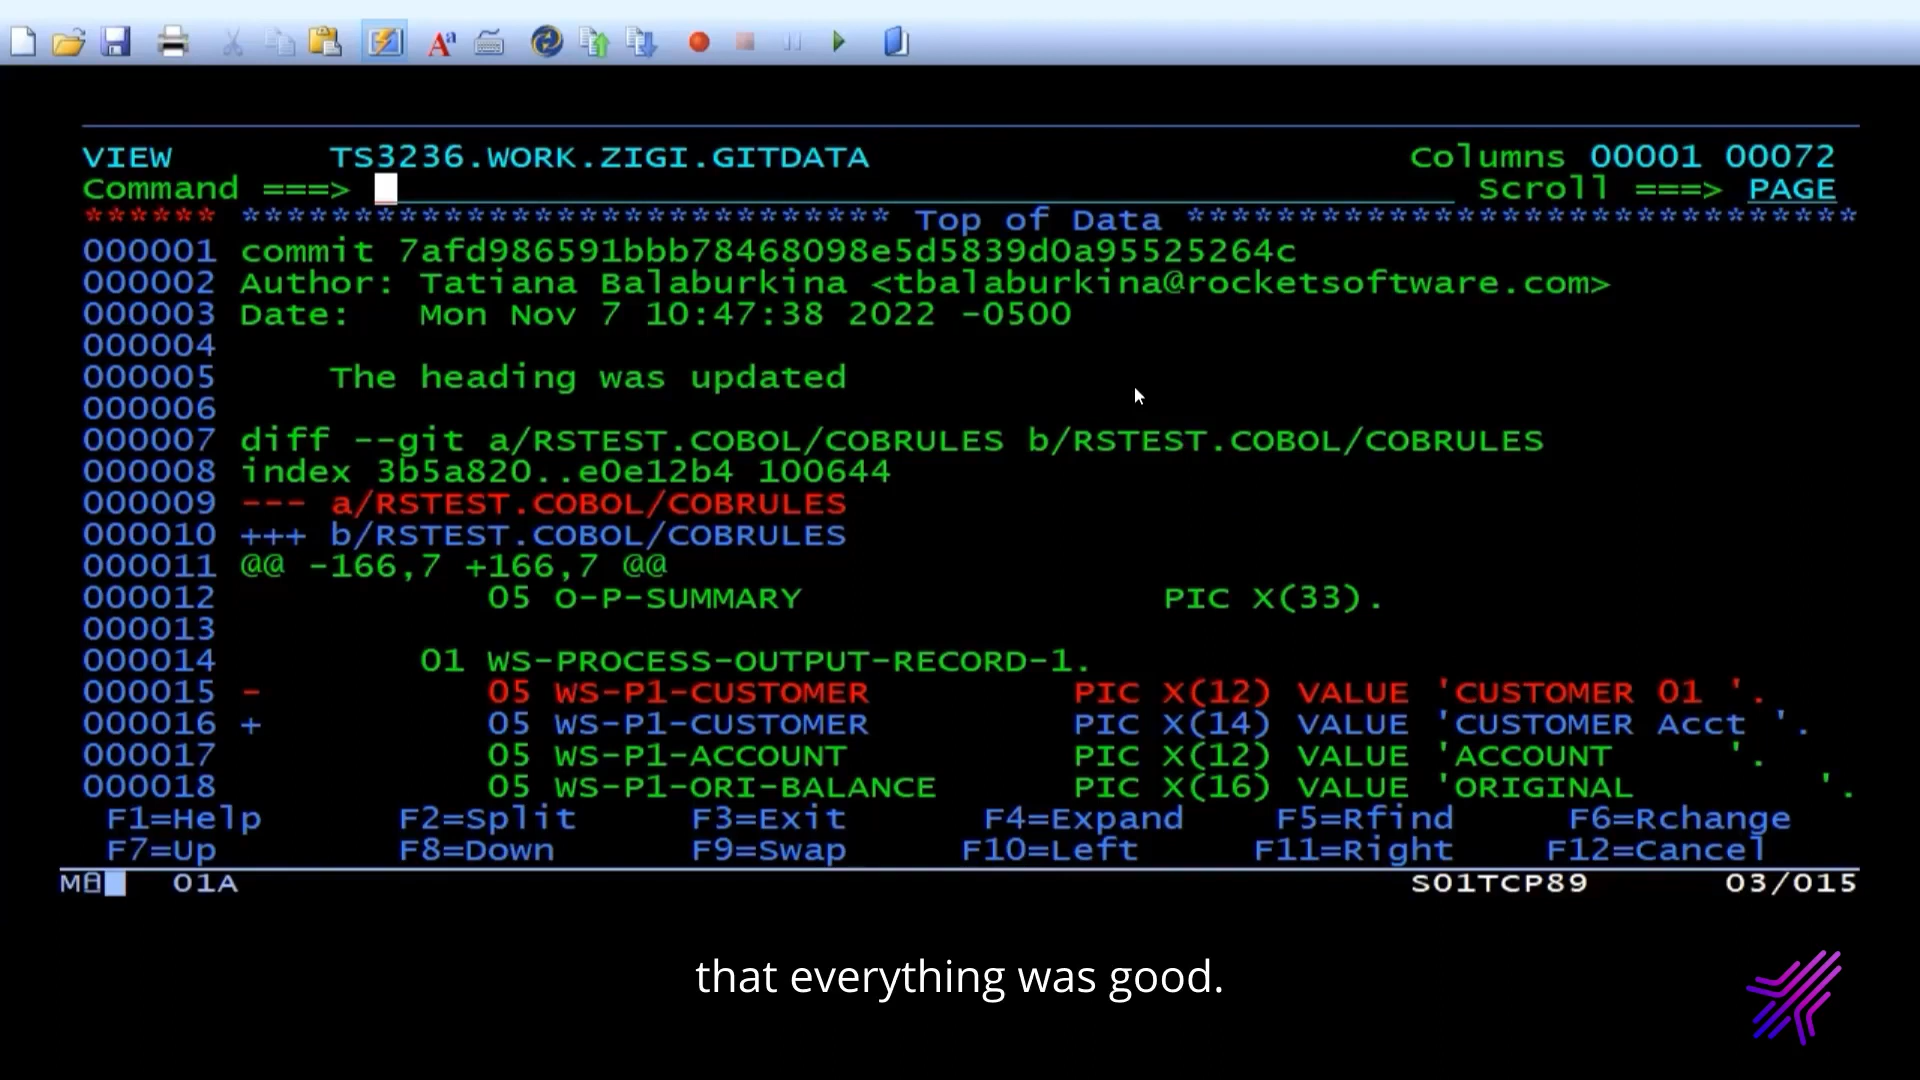 VIEW TS3236.WORK.ZIGI.GITDATA Columns 00001 00072
Command ===> Scroll ===> PAGE
****** ***************************** Top of Data ******************************
000001 commit 7afd986591bbb78468098e5d5839d0a95525264c
000002 Author: Tatiana Balaburkina <tbalaburkina@rocketsoftware.com>
000003 Date: Mon Nov 7 10:47:38 2022 -0500
000004
000005 The heading was updated
000006
000007 diff --git a/RSTEST.COBOL/COBRULES b/RSTEST.COBOL/COBRULES
000008 index 3b5a820..e0e12b4 100644
000009 --- a/RSTEST.COBOL/COBRULES
000010 +++ b/RSTEST.COBOL/COBRULES
000011 @@ -166,7 +166,7 @@
000012 05 O-P-SUMMARY PIC X(33).
000013
000014 01 WS-PROCESS-OUTPUT-RECORD-1.
000015 - 05 WS-P1-CUSTOMER PIC X(12) VALUE 'CUSTOMER 01 '.
000016 + 05 WS-P1-CUSTOMER PIC X(14) VALUE 'CUSTOMER Acct '.
000017 05 WS-P1-ACCOUNT PIC X(12) VALUE 'ACCOUNT     '.
000018 05 WS-P1-ORI-BALANCE PIC X(16) VALUE 'ORIGINAL        '.
F1=Help F2=Split F3=Exit F4=Expand F5=Rfind F6=Rchange
F7=Up F8=Down F9=Swap F10=Left F11=Right F12=Cancel
01A S01TCP89 03/015
that everything was good.